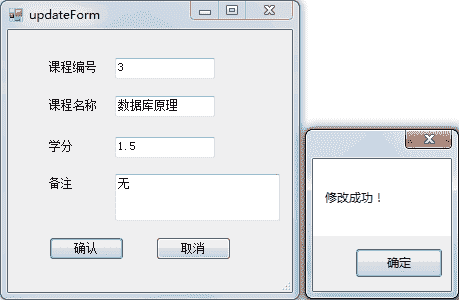 updateForm
课程编号 3
课程名称 数据库原理
学分 1.5
备注 无
确认 取消
修改成功！
确定